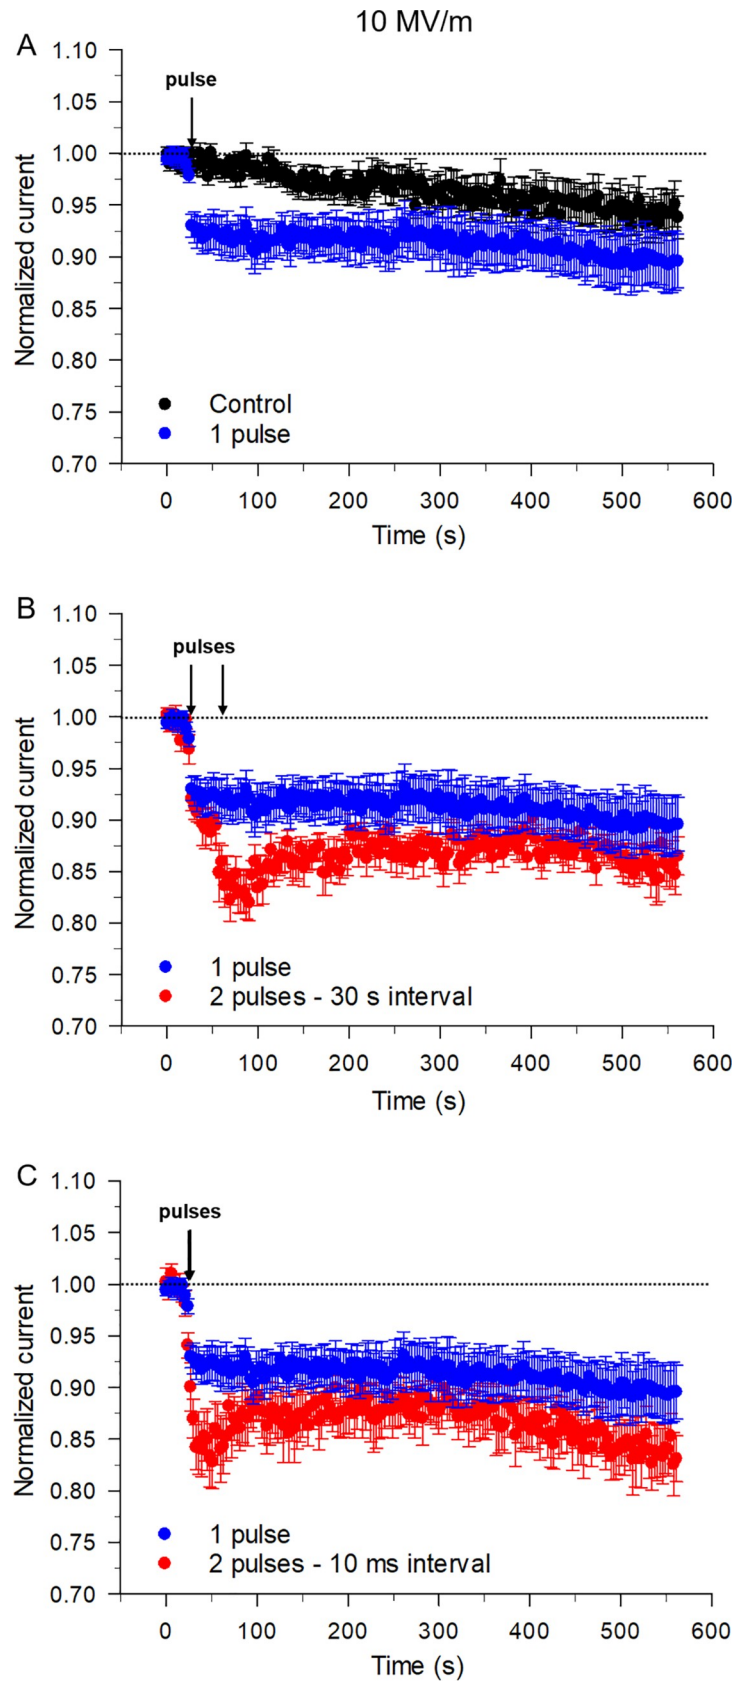 10 MV/m
A
pulse
1.10
1.05
1.00
0.95
0.90
0.85
0.80
0.75
0.70
Normalized current
Control
1 pulse
0 100 200 300 400 500 600
Time (s)
B
pulses
1.10
1.05
1.00
0.95
0.90
0.85
0.80
0.75
0.70
Normalized current
1 pulse
2 pulses - 30 s interval
0 100 200 300 400 500 600
Time (s)
C
pulses
1.10
1.05
1.00
0.95
0.90
0.85
0.80
0.75
0.70
Normalized current
1 pulse
2 pulses - 10 ms interval
0 100 200 300 400 500 600
Time (s)